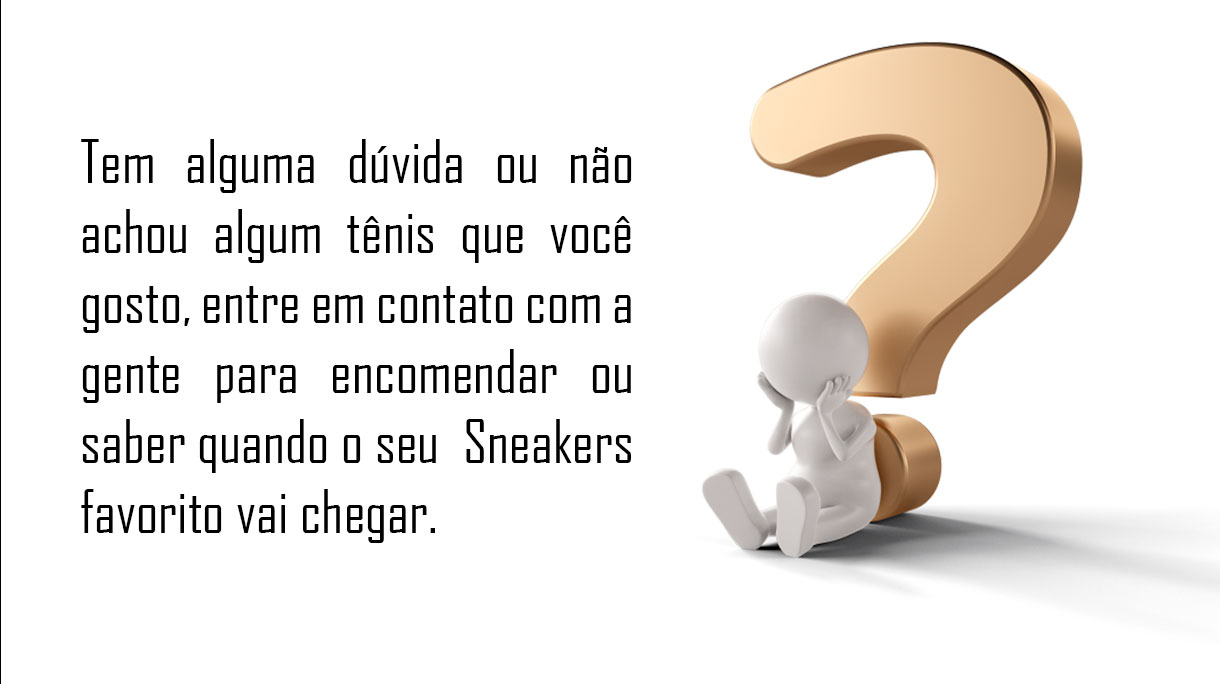 Tem alguma dúvida ou não
achou algum tênis que você
gosto, entre em contato com a
gente para encomendar ou
saber quando o seu Sneakers
favorito vai chegar.